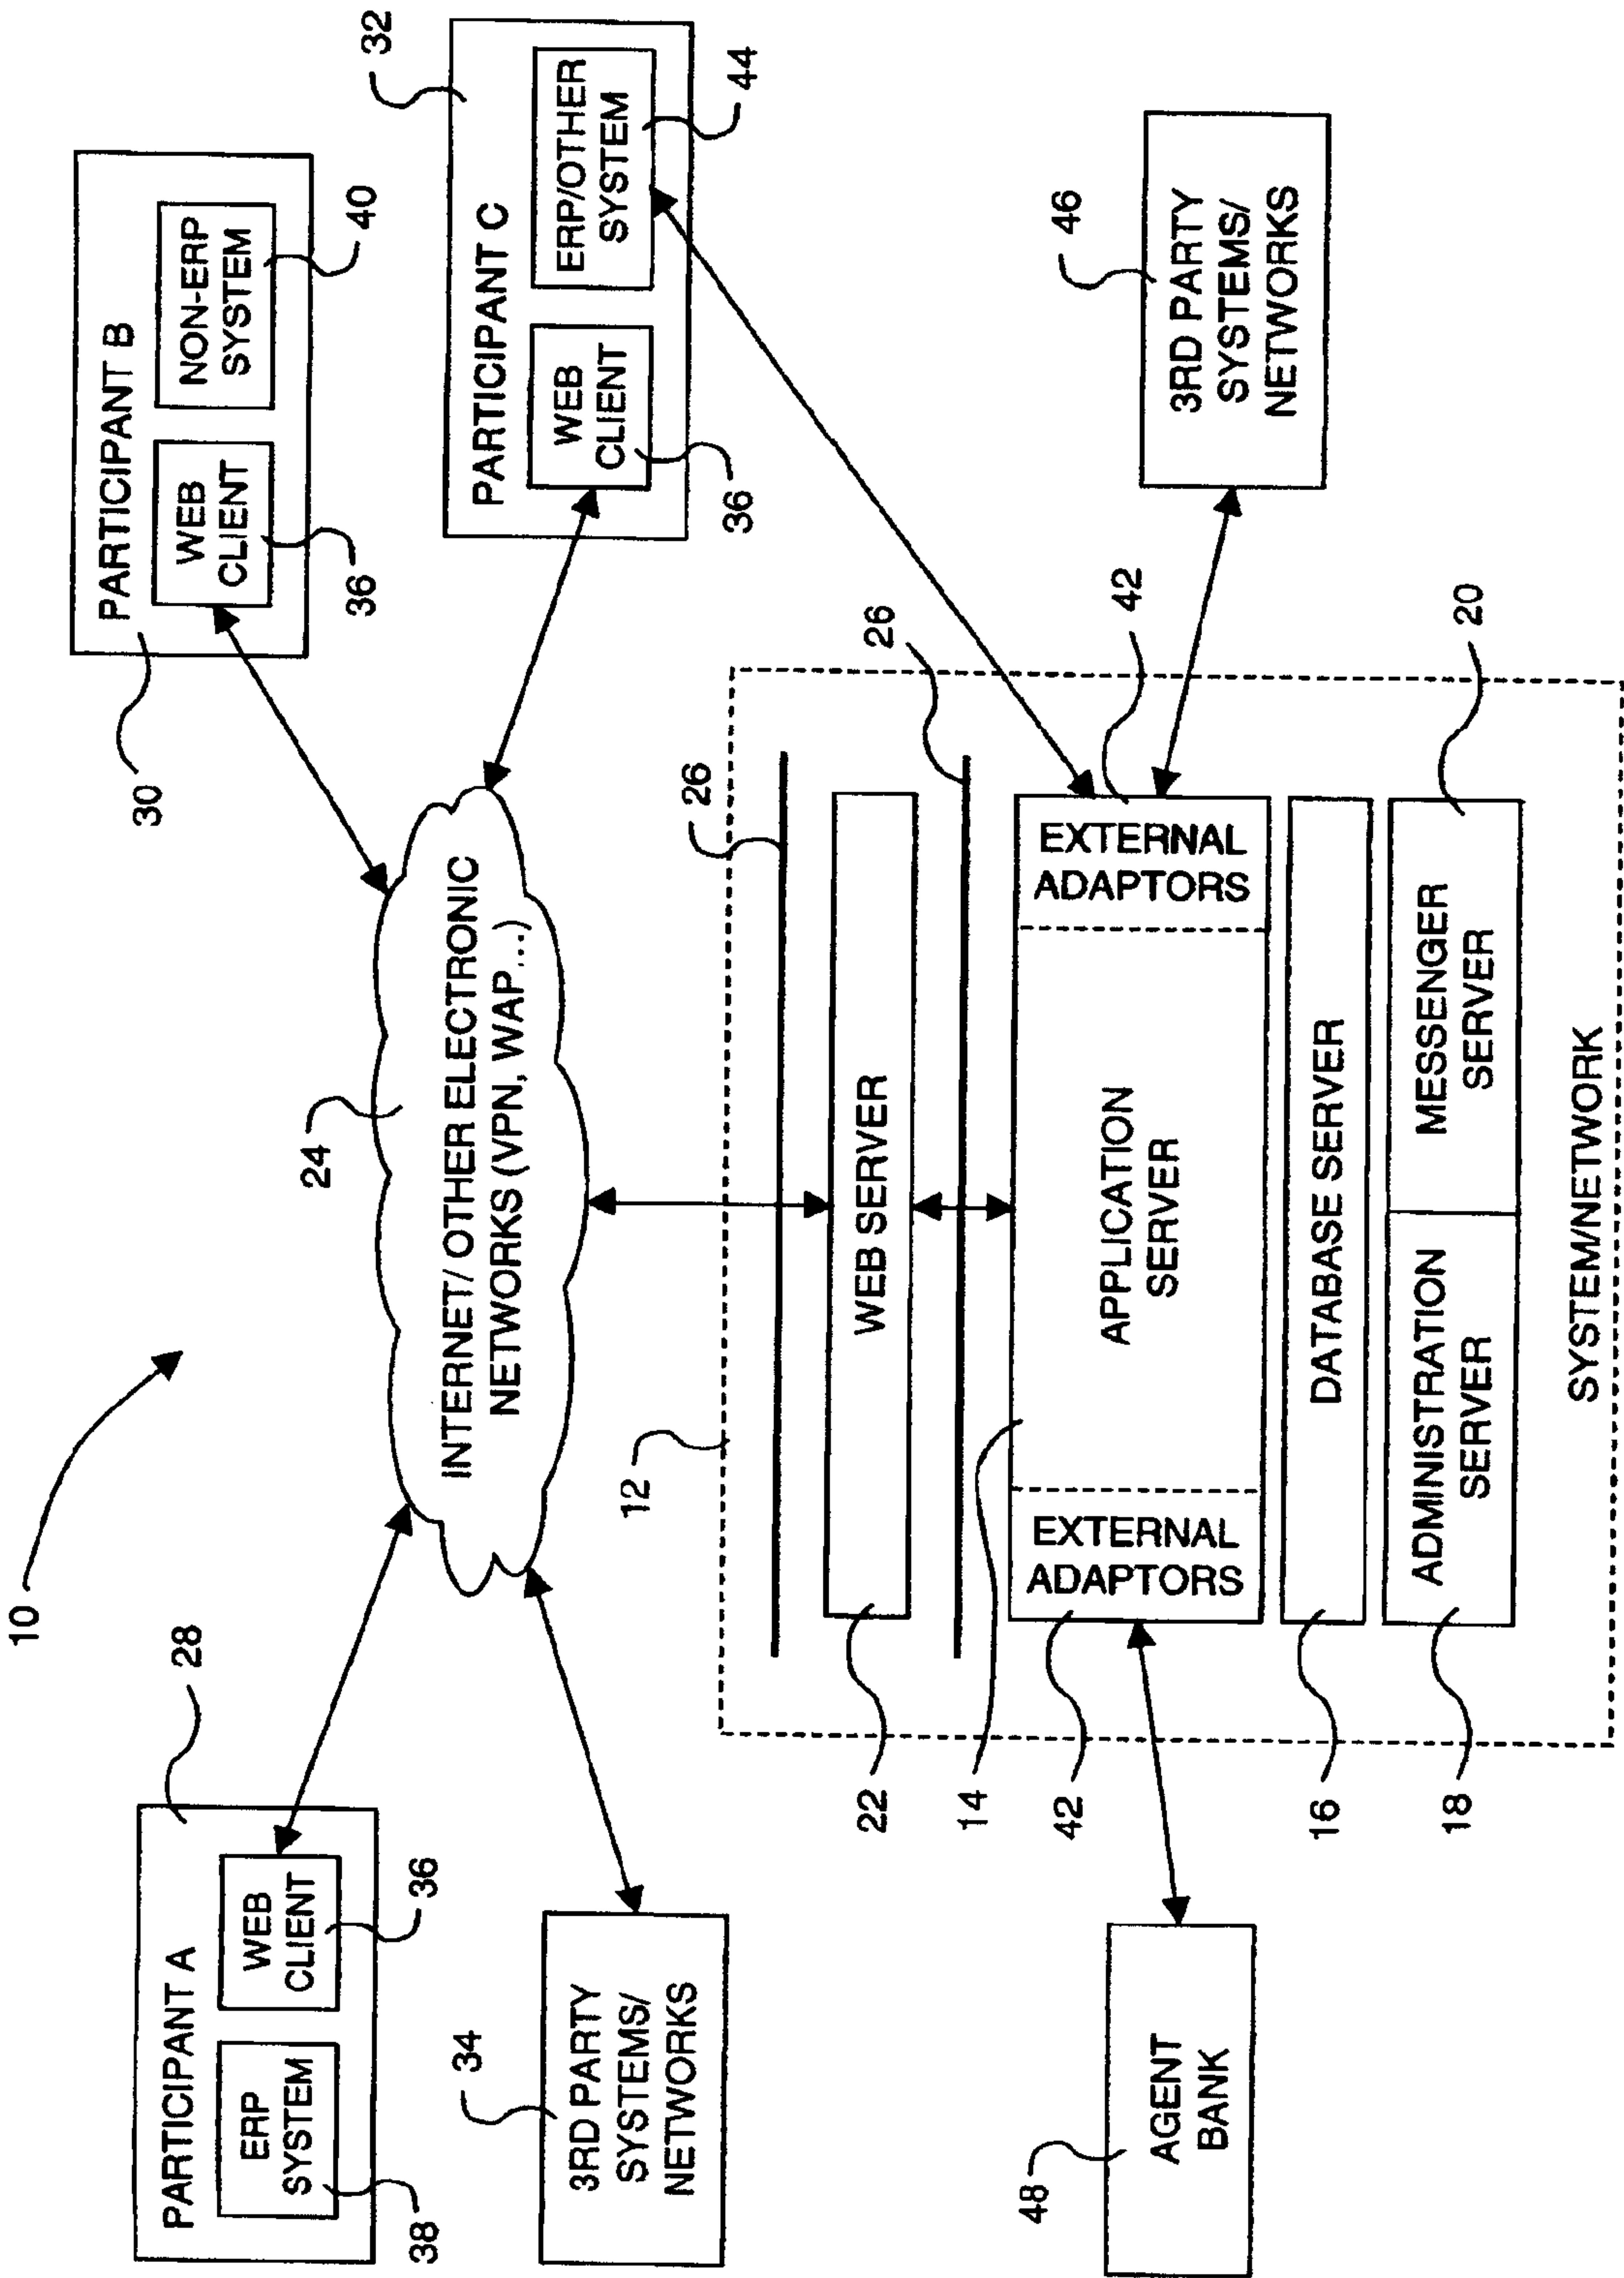 10
28
PARTICIPANT A
ERP
SYSTEM
WEB
CLIENT
38
36
30
PARTICIPANT B
WEB
CLIENT
NON-ERP
SYSTEM
36
40
24
INTERNET/ OTHER ELECTRONIC
NETWORKS (VPN, WAP...)
32
PARTICIPANT C
WEB
CLIENT
ERP/OTHER
SYSTEM
36
44
34
3RD PARTY
SYSTEMS/
NETWORKS
12
26
WEB SERVER
22
26
14
EXTERNAL
ADAPTORS
APPLICATION
SERVER
EXTERNAL
ADAPTORS
42
42
46
3RD PARTY
SYSTEMS/
NETWORKS
48
AGENT
BANK
DATABASE SERVER
16
ADMINISTRATION
SERVER
MESSENGER
SERVER
18
20
SYSTEM/NETWORK